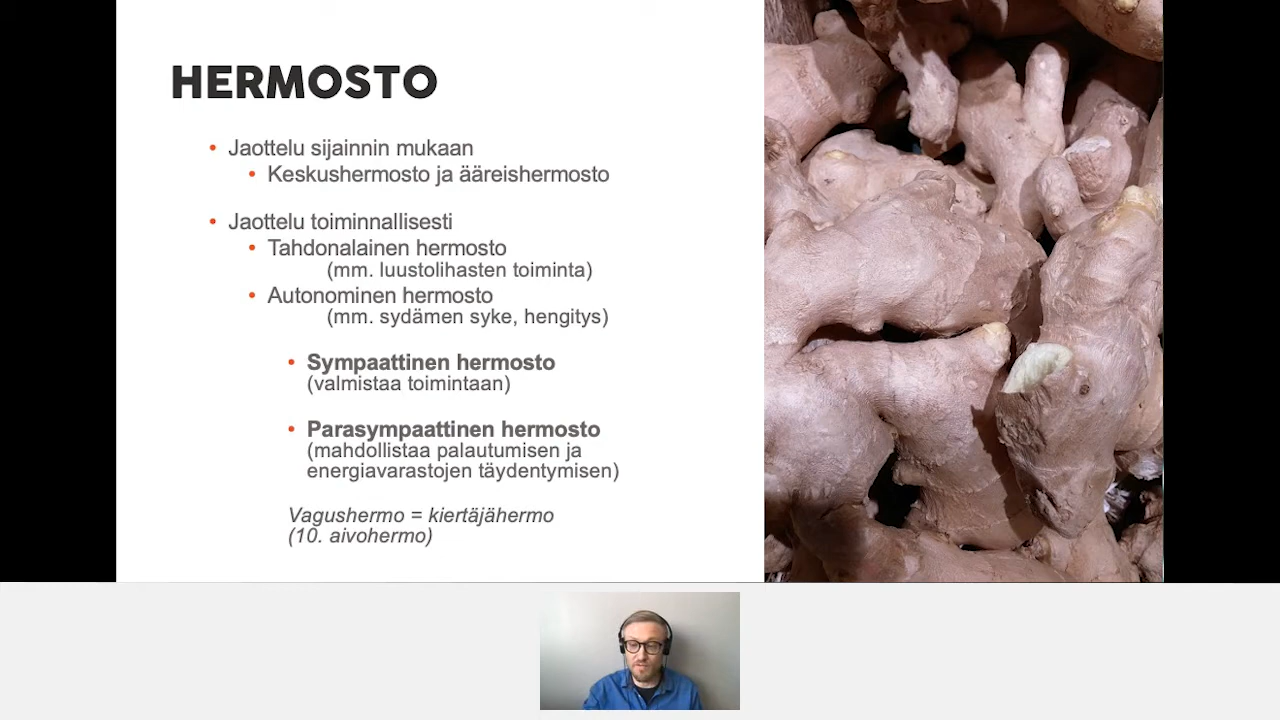 HERMOSTO
• Jaottelu sijainnin mukaan
• Keskushermosto ja ääreishermosto
• Jaottelu toiminnallisesti
• Tahdonalainen hermosto
(mm. luustolihasten toiminta)
• Autonominen hermosto
(mm. sydämen syke, hengitys)
• Sympaattinen hermosto
(valmistaa toimintaan)
• Parasympaattinen hermosto
(mahdollistaa palautumisen ja
energiavarastojen täydentymisen)
Vagushermo = kiertäjähermo
(10. aivohermo)